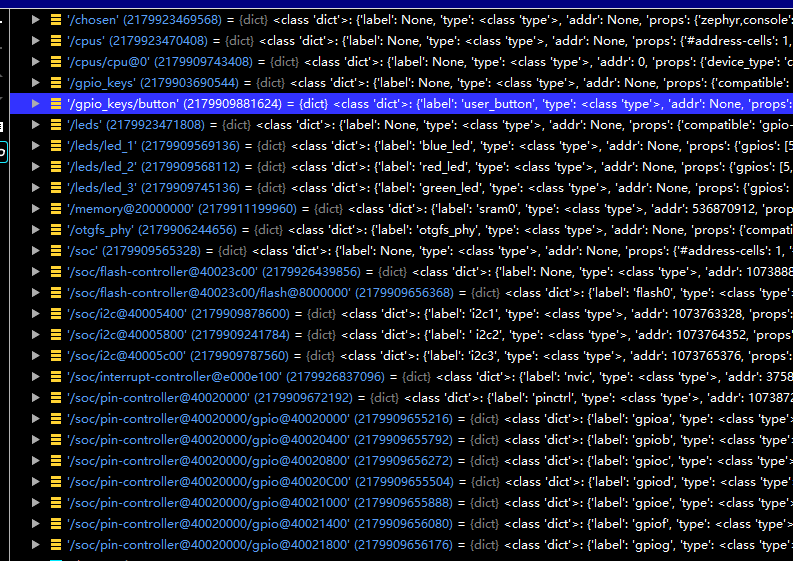 '/chosen' (2179923469568) = {dict} <class 'dict'>: {'label': None, 'type': <class 'type'>, 'addr': None, 'props': {'zephyr,console'
'/cpus' (2179923470408) = {dict} <class 'dict'>: {'label': None, 'type': <class 'type'>, 'addr': None, 'props': {'#address-cells': 1,
'/cpus/cpu@0' (2179909743408) = {dict} <class 'dict'>: {'label': None, 'type': <class 'type'>, 'addr': 0, 'props': {'device_type': 'c
'/gpio_keys' (2179903690544) = {dict} <class 'dict'>: {'label': None, 'type': <class 'type'>, 'addr': None, 'props': {'compatible':
'/gpio_keys/button' (2179909881624) = {dict} <class 'dict'>: {'label': 'user_button', 'type': <class 'type'>, 'addr': None, 'props':
'/leds' (2179923471808) = {dict} <class 'dict'>: {'label': None, 'type': <class 'type'>, 'addr': None, 'props': {'compatible': 'gpio-
'/leds/led_1' (2179909569136) = {dict} <class 'dict'>: {'label': 'blue_led', 'type': <class 'type'>, 'addr': None, 'props': {'gpios': [5
'/leds/led_2' (2179909568112) = {dict} <class 'dict'>: {'label': 'red_led', 'type': <class 'type'>, 'addr': None, 'props': {'gpios': [5,
'/leds/led_3' (2179909745136) = {dict} <class 'dict'>: {'label': 'green_led', 'type': <class 'type'>, 'addr': None, 'props': {'gpios':
'/memory@20000000' (2179911199960) = {dict} <class 'dict'>: {'label': 'sram0', 'type': <class 'type'>, 'addr': 536870912, 'prop
'/otgfs_phy' (2179906244656) = {dict} <class 'dict'>: {'label': 'otgfs_phy', 'type': <class 'type'>, 'addr': None, 'props': {'compati
'/soc' (2179909565328) = {dict} <class 'dict'>: {'label': None, 'type': <class 'type'>, 'addr': None, 'props': {'#address-cells': 1, '
'/soc/flash-controller@40023c00' (2179926439856) = {dict} <class 'dict'>: {'label': None, 'type': <class 'type'>, 'addr': 1073888
'/soc/flash-controller@40023c00/flash@8000000' (2179909656368) = {dict} <class 'dict'>: {'label': 'flash0', 'type': <class 'type
'/soc/i2c@40005400' (2179909878600) = {dict} <class 'dict'>: {'label': 'i2c1', 'type': <class 'type'>, 'addr': 1073763328, 'props
'/soc/i2c@40005800' (2179909241784) = {dict} <class 'dict'>: {'label': ' i2c2', 'type': <class 'type'>, 'addr': 1073764352, 'prop
'/soc/i2c@40005c00' (2179909787560) = {dict} <class 'dict'>: {'label': 'i2c3', 'type': <class 'type'>, 'addr': 1073765376, 'props
'/soc/interrupt-controller@e000e100' (2179926837096) = {dict} <class 'dict'>: {'label': 'nvic', 'type': <class 'type'>, 'addr': 3758
'/soc/pin-controller@40020000' (2179909672192) = {dict} <class 'dict'>: {'label': 'pinctrl', 'type': <class 'type'>, 'addr': 1073872
'/soc/pin-controller@40020000/gpio@40020000' (2179909655216) = {dict} <class 'dict'>: {'label': 'gpioa', 'type': <class 'type
'/soc/pin-controller@40020000/gpio@40020400' (2179909655792) = {dict} <class 'dict'>: {'label': 'gpiob', 'type': <class 'type
'/soc/pin-controller@40020000/gpio@40020800' (2179909656272) = {dict} <class 'dict'>: {'label': 'gpioc', 'type': <class 'type'
'/soc/pin-controller@40020000/gpio@40020C00' (2179909655504) = {dict} <class 'dict'>: {'label': 'gpiod', 'type': <class 'type
'/soc/pin-controller@40020000/gpio@40021000' (2179909655888) = {dict} <class 'dict'>: {'label': 'gpioe', 'type': <class 'type
'/soc/pin-controller@40020000/gpio@40021400' (2179909656080) = {dict} <class 'dict'>: {'label': 'gpiof', 'type': <class 'type'
'/soc/pin-controller@40020000/gpio@40021800' (2179909656176) = {dict} <class 'dict'>: {'label': 'gpiog', 'type': <class 'type